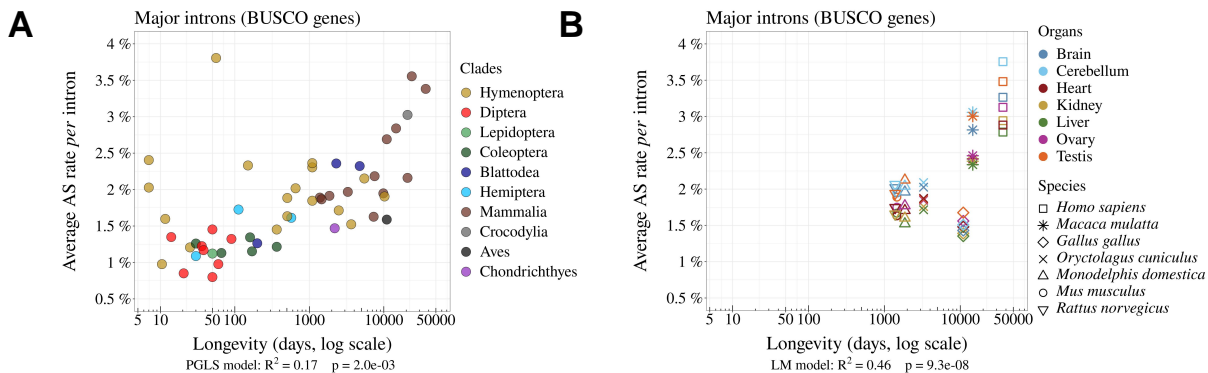 A
Major introns (BUSCO genes)
Average AS rate per intron
4 %
3.5 %
3 %
2.5 %
2 %
1.5 %
1 %
0.5 %
5 10 50 100 1000 10000 50000
Longevity (days, log scale)
PGLS model: R² = 0.17 p = 2.0e-03
Clades
Hymenoptera
Diptera
Lepidoptera
Coleoptera
Blattodea
Hemiptera
Mammalia
Crocodylia
Aves
Chondrichthyes
B
Major introns (BUSCO genes)
Average AS rate per intron
4 %
3.5 %
3 %
2.5 %
2 %
1.5 %
1 %
0.5 %
5 10 50 100 1000 10000 50000
Longevity (days, log scale)
LM model: R² = 0.46 p = 9.3e-08
Organs
Brain
Cerebellum
Heart
Kidney
Liver
Ovary
Testis
Species
Homo sapiens
Macaca mulatta
Gallus gallus
Oryctolagus cuniculus
Monodelphis domestica
Mus musculus
Rattus norvegicus